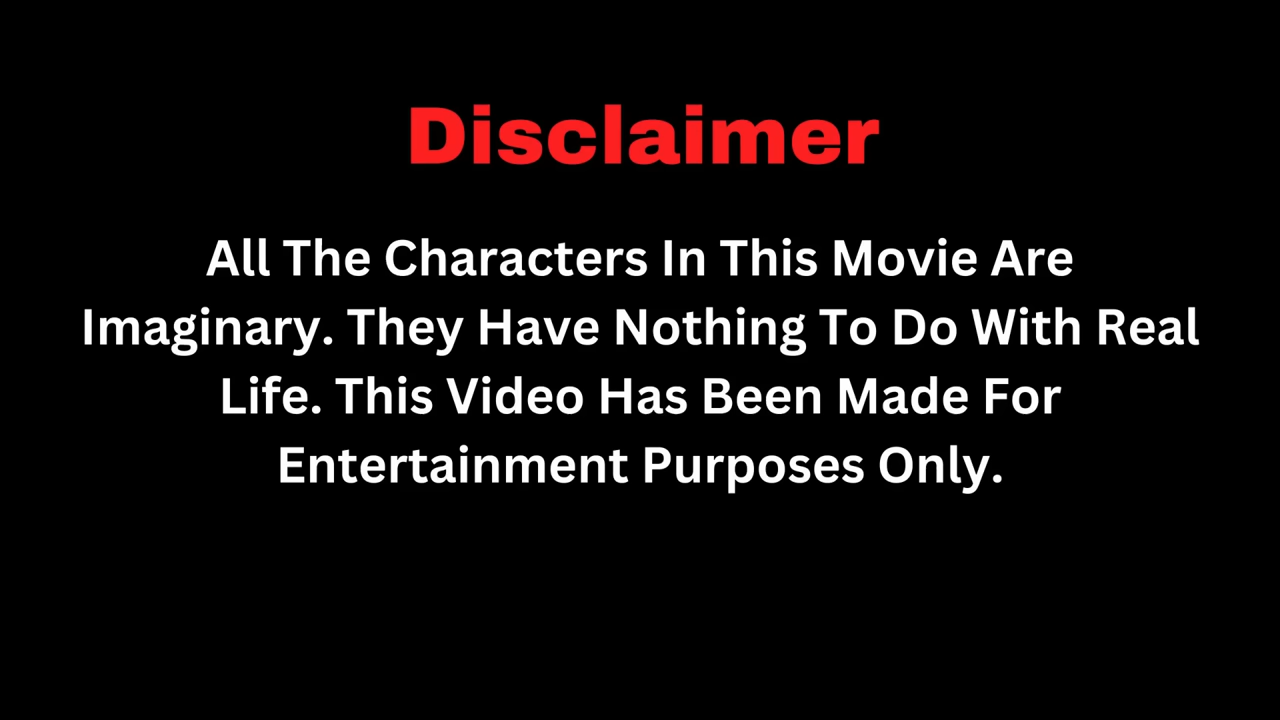 Disclaimer
All The Characters In This Movie Are
Imaginary. They Have Nothing To Do With Real
Life. This Video Has Been Made For
Entertainment Purposes Only.